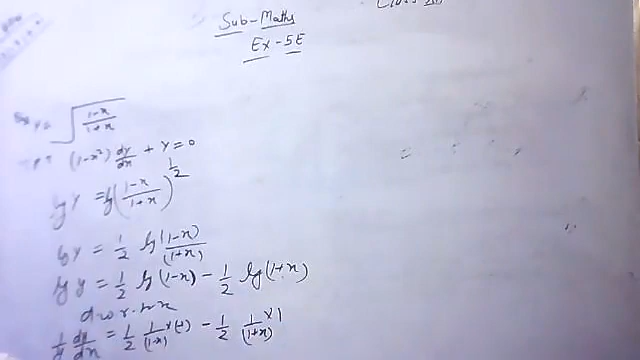 Sub-Maths
Ex-5E
y = √((1-x)/(1+x))
(1-x²) dy/dx + y = 0
log y = log((1-x)/(1+x))^(1/2)
log y = 1/2 log (1-x)/(1+x)
log y = 1/2 log (1-x) - 1/2 log (1+x)
d w r. to x
1/y dy/dx = 1/2 1/(1-x) ×(-1) - 1/2 1/(1+x) ×1